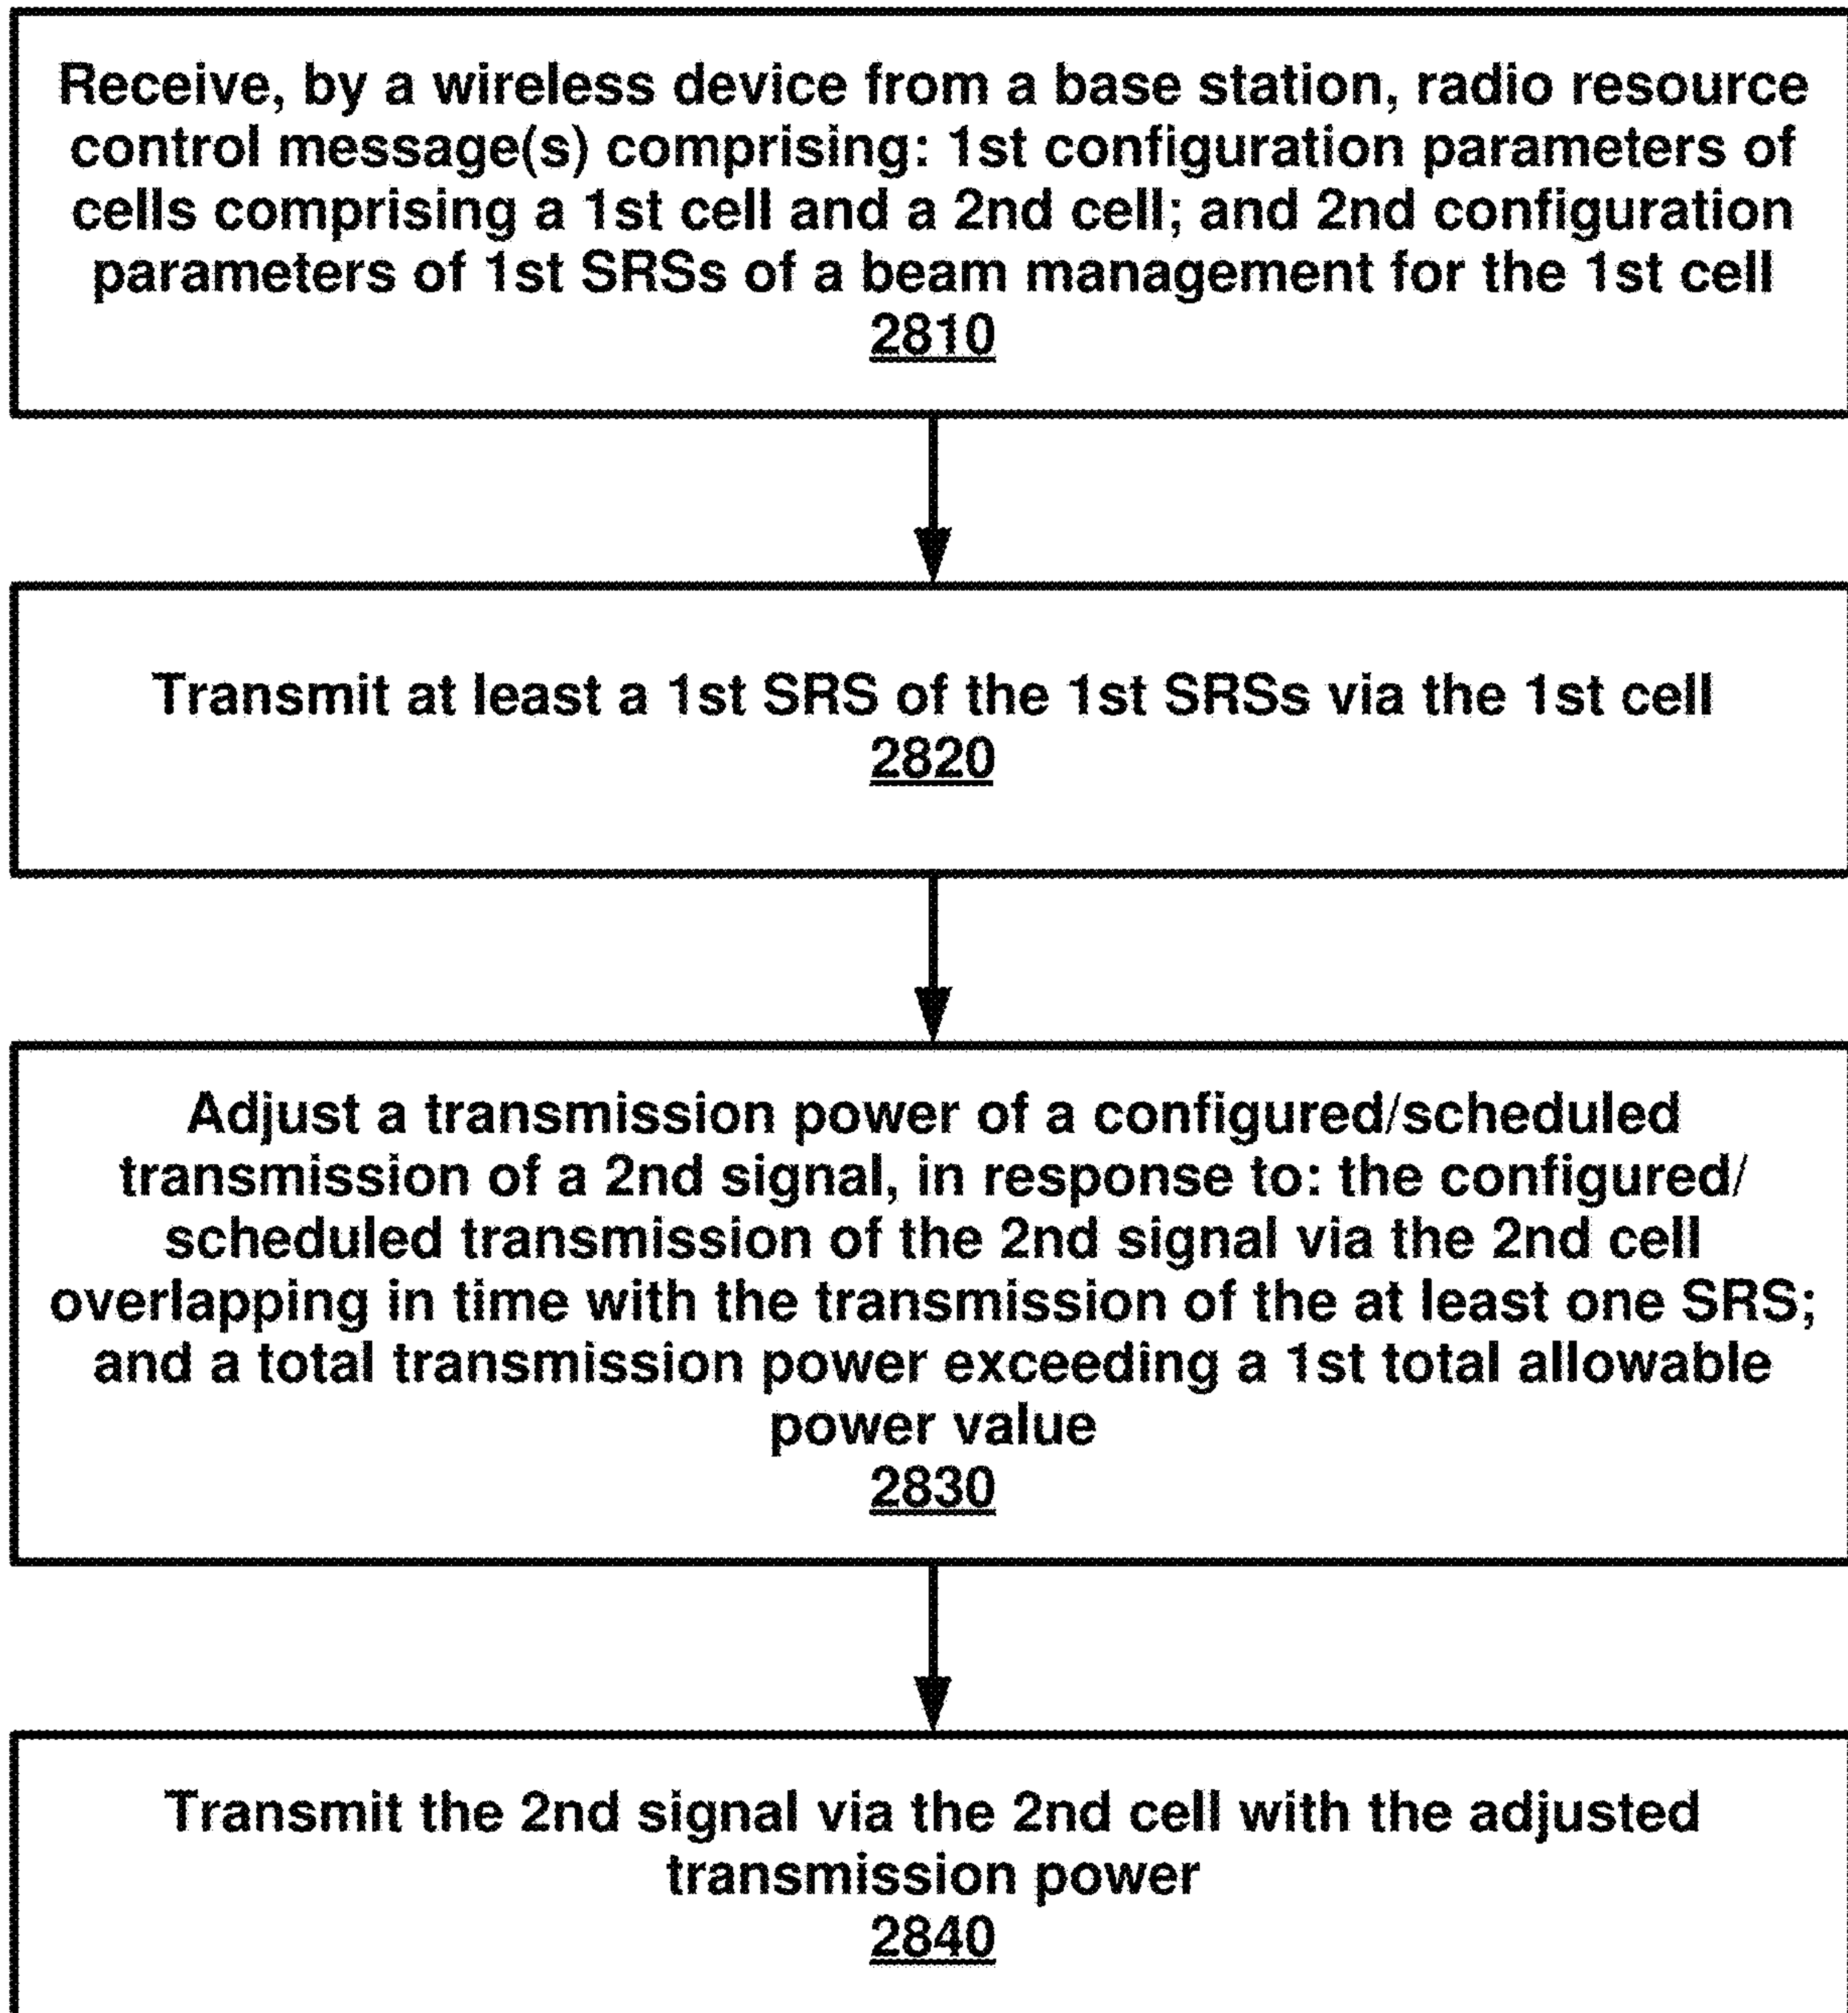 Receive, by a wireless device from a base station, radio resource
control message(s) comprising: 1st configuration parameters of
cells comprising a 1st cell and a 2nd cell; and 2nd configuration
parameters of 1st SRSs of a beam management for the 1st cell
2810
Transmit at least a 1st SRS of the 1st SRSs via the 1st cell
2820
Adjust a transmission power of a configured/scheduled
transmission of a 2nd signal, in response to: the configured/
scheduled transmission of the 2nd signal via the 2nd cell
overlapping in time with the transmission of the at least one SRS;
and a total transmission power exceeding a 1st total allowable
power value
2830
Transmit the 2nd signal via the 2nd cell with the adjusted
transmission power
2840